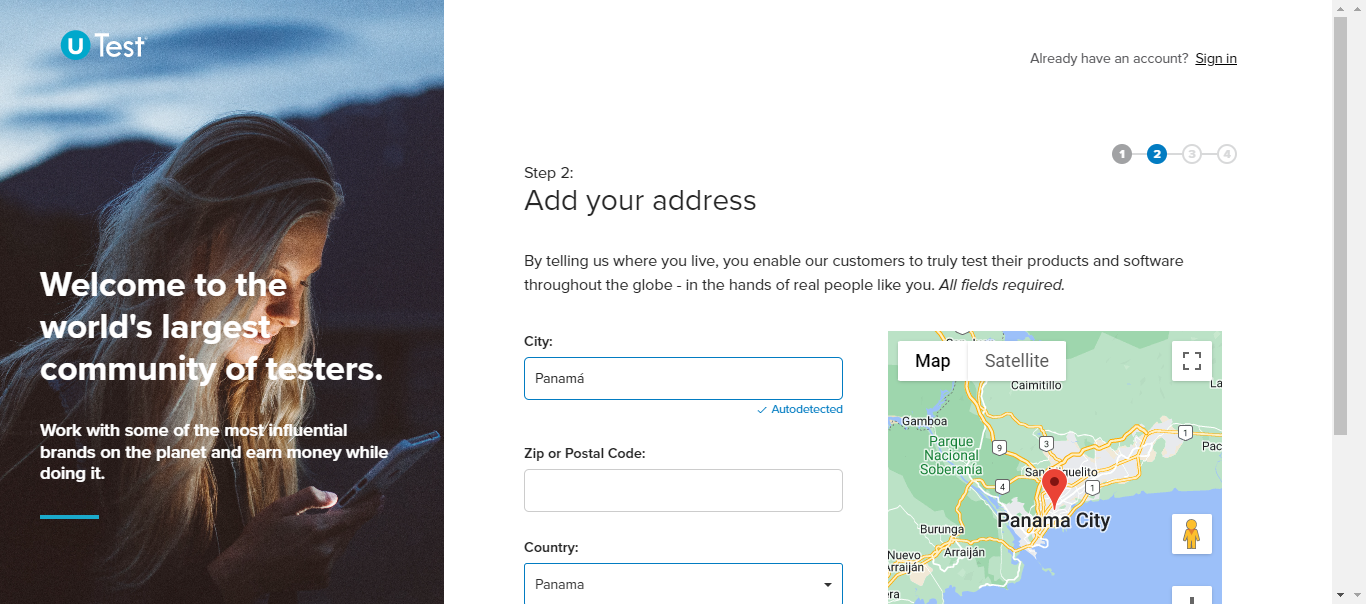 U Test
Already have an account? Sign in
1 2 3 4
Step 2:
Add your address
Welcome to the
world's largest
community of testers.
Work with some of the most influential
brands on the planet and earn money while
doing it.
By telling us where you live, you enable our customers to truly test their products and software
throughout the globe - in the hands of real people like you. All fields required.
City:
Panamá
Autodetected
Zip or Postal Code:
Country:
Panama
Map Satellite
Caimitillo
Gamboa
1
Parque
Nacional
Soberanía
9
3
4
1
Panama City
Burunga
Arraiján
Nuevo